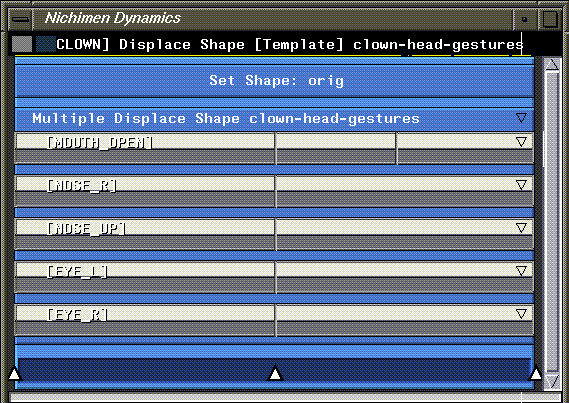 Nichimen Dynamics
CLOWN] Displace Shape [Template] clown-head-gestures
Set Shape: orig
Multiple Displace Shape clown-head-gestures
[MOUTH_OPEN]
[NOSE_R]
[NOSE_UP]
[EYE_L]
[EYE_R]